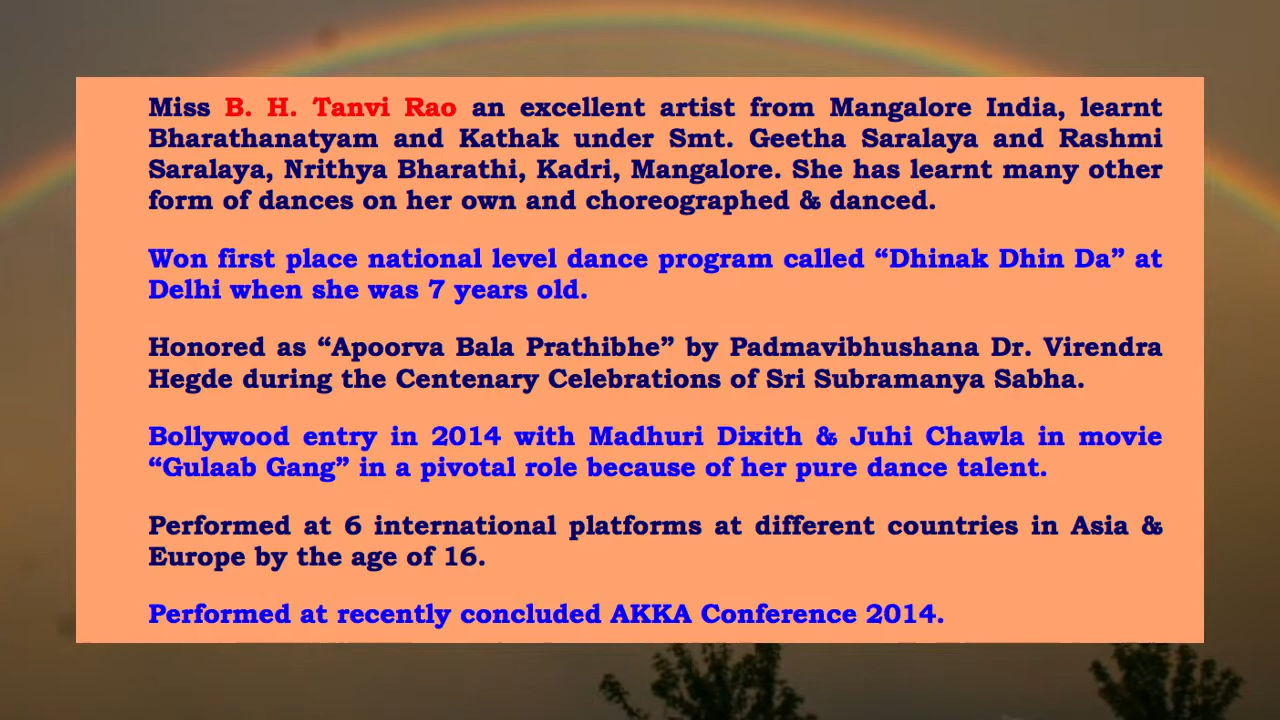 Miss B. H. Tanvi Rao an excellent artist from Mangalore India, learnt
Bharathanatyam and Kathak under Smt. Geetha Saralaya and Rashmi
Saralaya, Nrithya Bharathi, Kadri, Mangalore. She has learnt many other
form of dances on her own and choreographed & danced.
Won first place national level dance program called “Dhinak Dhin Da” at
Delhi when she was 7 years old.
Honored as “Apoorva Bala Prathibhe” by Padmavibhushana Dr. Virendra
Hegde during the Centenary Celebrations of Sri Subramanya Sabha.
Bollywood entry in 2014 with Madhuri Dixith & Juhi Chawla in movie
“Gulaab Gang” in a pivotal role because of her pure dance talent.
Performed at 6 international platforms at different countries in Asia &
Europe by the age of 16.
Performed at recently concluded AKKA Conference 2014.